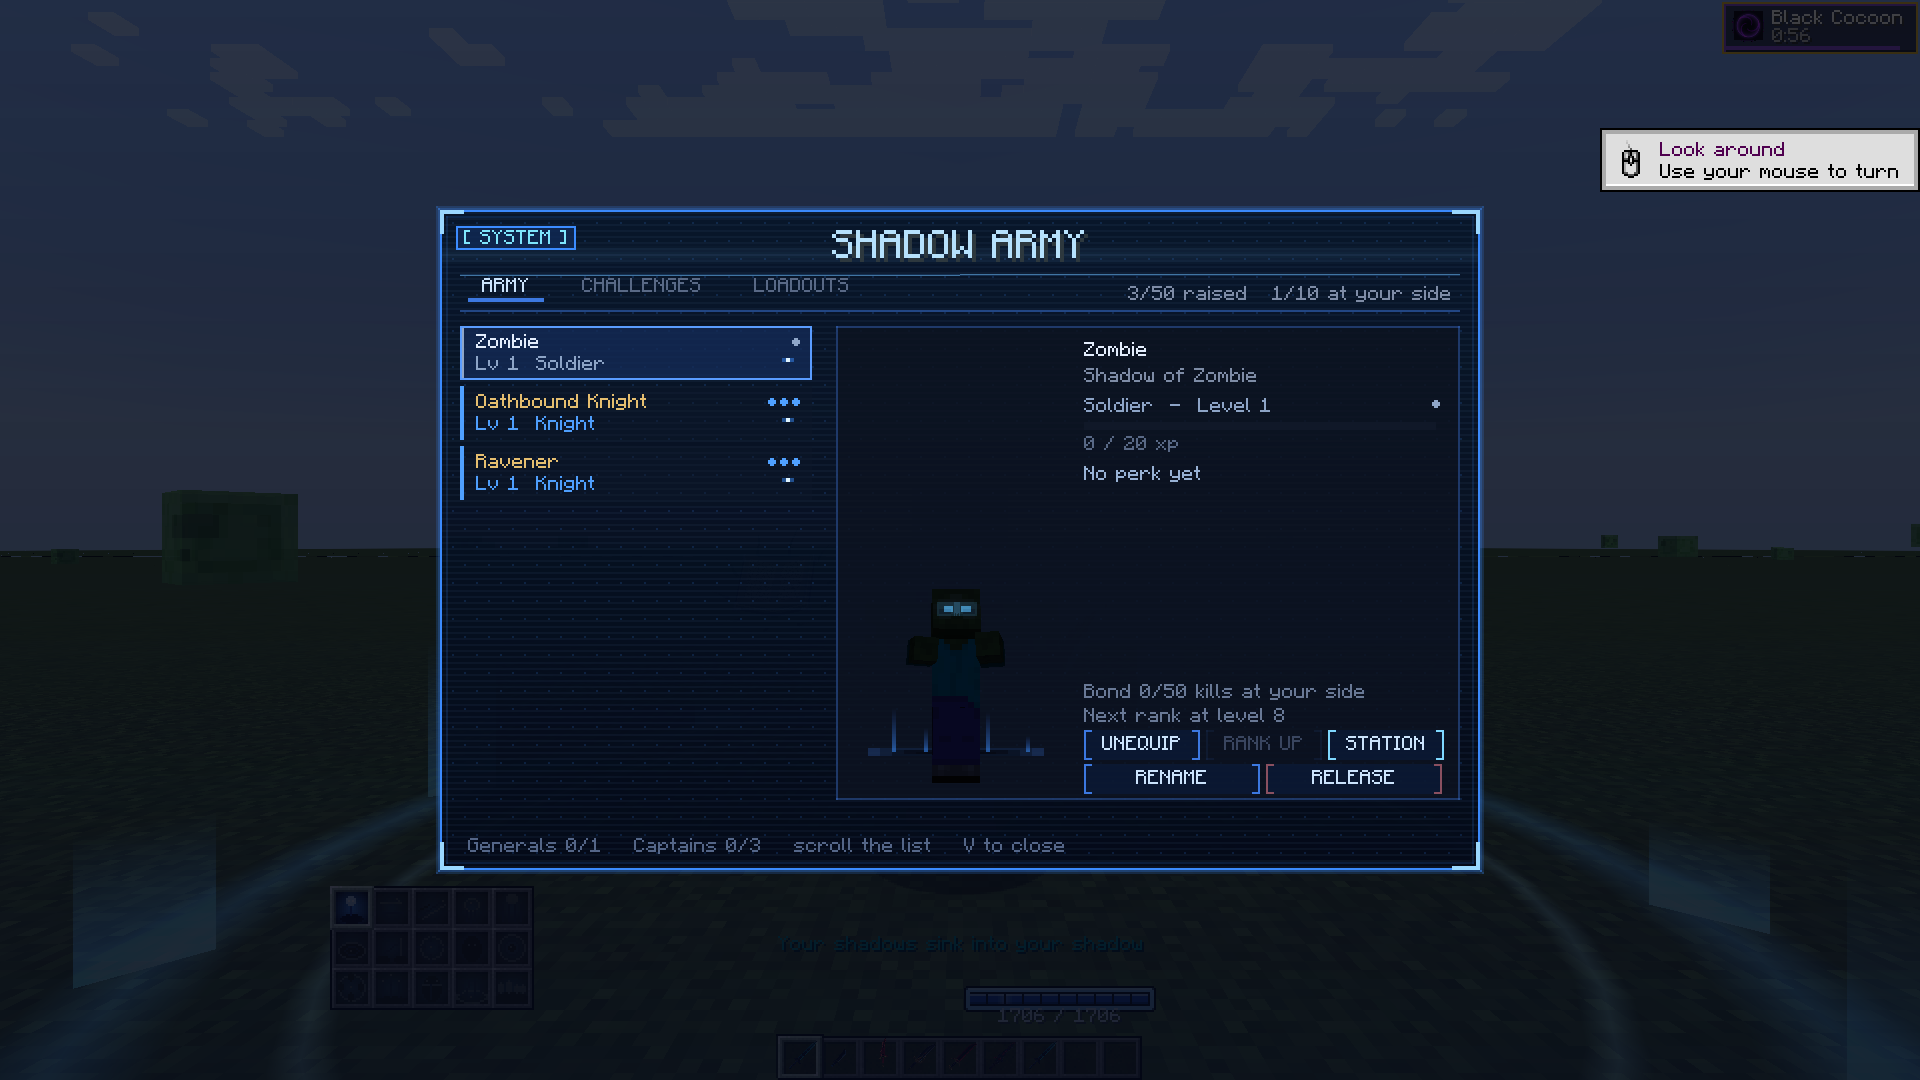 Black Cocoon
0:56
Look around
Use your mouse to turn
[ SYSTEM ]
SHADOW ARMY
ARMY CHALLENGES LOADOUTS
3/50 raised 1/10 at your side
Zombie
Lv 1 Soldier
Oathbound Knight
Lv 1 Knight
Ravener
Lv 1 Knight
Zombie
Shadow of Zombie
Soldier - Level 1
0 / 20 xp
No perk yet
Bond 0/50 kills at your side
Next rank at level 8
[ UNEQUIP ] RANK UP [ STATION ]
[ RENAME ] [ RELEASE ]
Generals 0/1 Captains 0/3 scroll the list V to close
Your shadows sink into your shadow
1706 / 1706